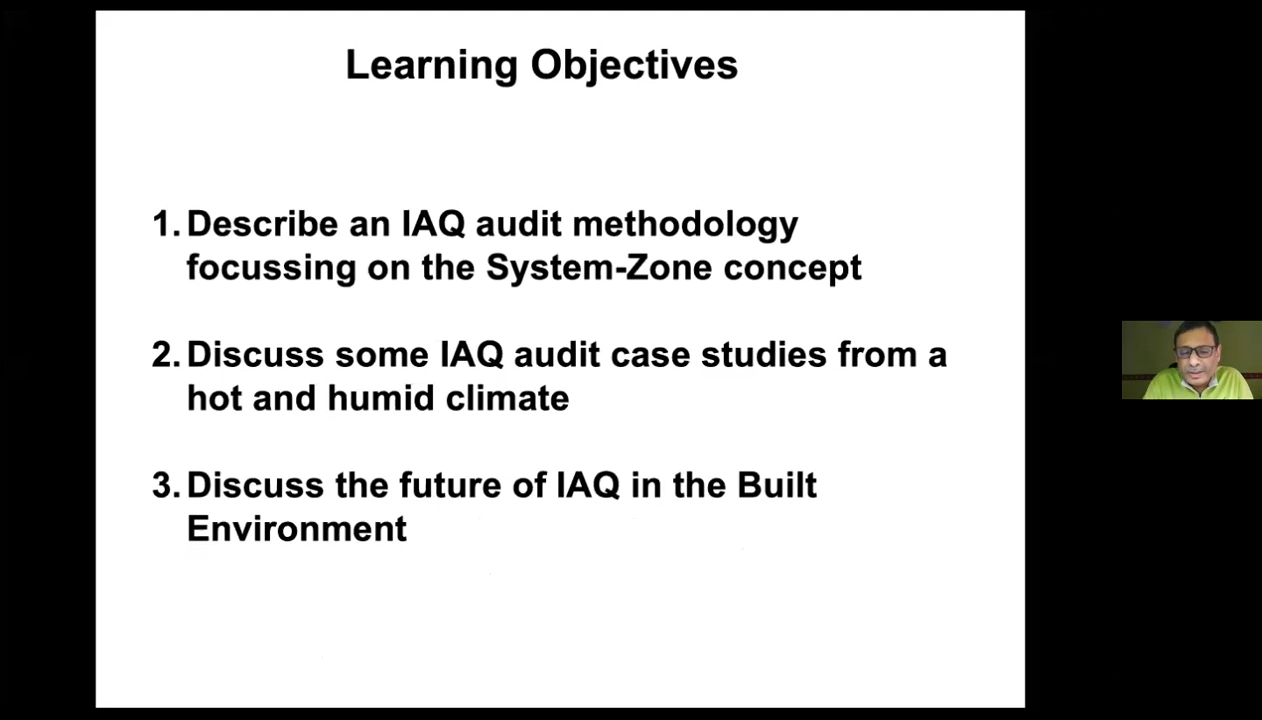 Learning Objectives
1. Describe an IAQ audit methodology
focussing on the System-Zone concept
2. Discuss some IAQ audit case studies from a
hot and humid climate
3. Discuss the future of IAQ in the Built
Environment